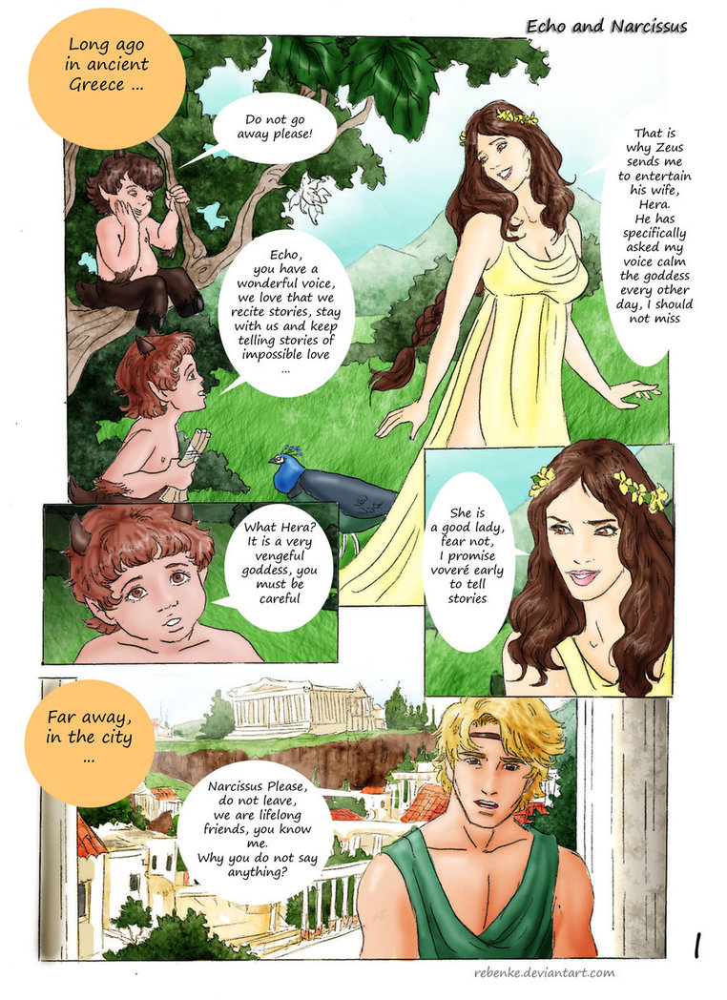 Echo and Narcissus
Long ago
in ancient
Greece ...
Do not go
away please!
That is
why Zeus
sends me
to entertain
his wife,
Hera.
He has
specifically
asked my
voice calm
the goddess
every other
day, I should
not miss
Echo,
you have a
wonderful voice,
we love that we
recite stories, stay
with us and keep
telling stories of
impossible love
...
What Hera?
It is a very
vengeful
goddess, you
must be
careful
She is
a good lady,
fear not,
I promise
voveré early
to tell
stories
Far away,
in the city
...
Narcissus Please,
do not leave,
we are lifelong
friends, you know
me.
Why you do not say
anything?
1
rebenke.deviantart.com